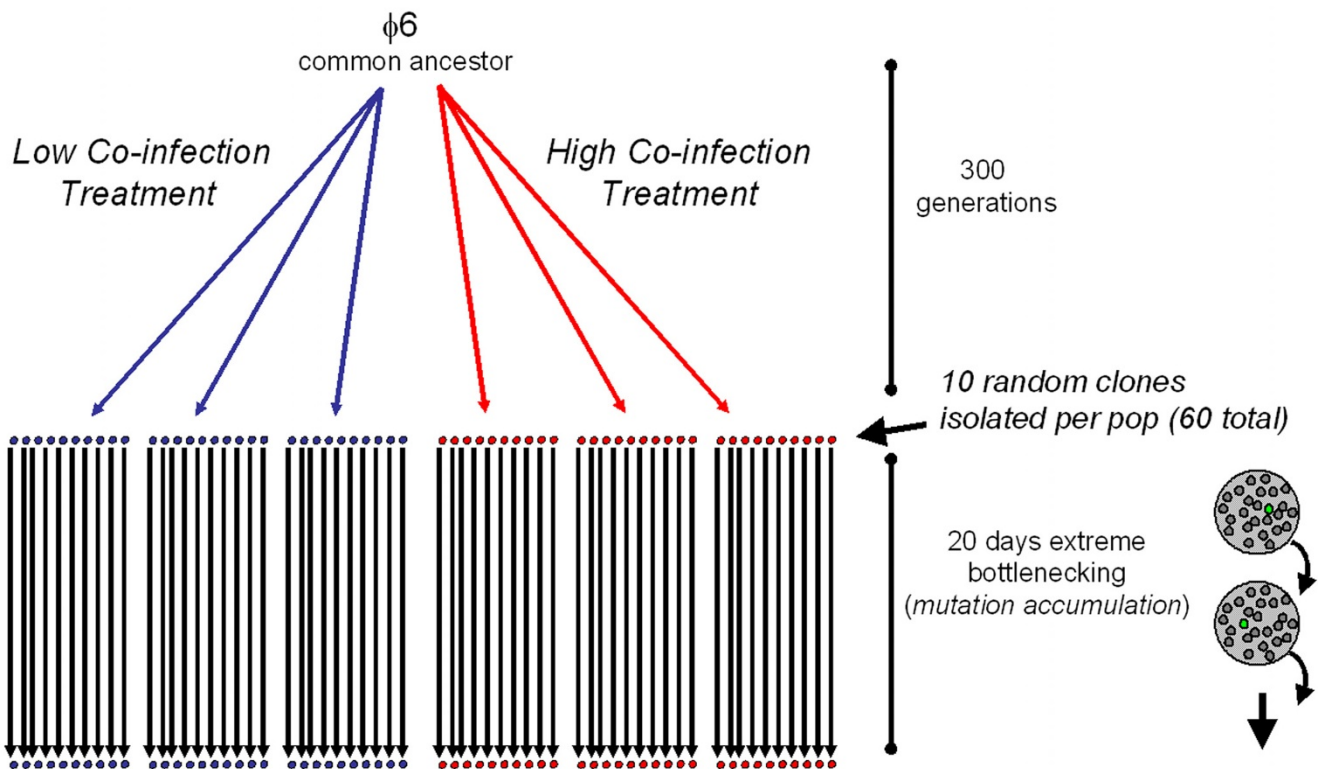 ϕ6
common ancestor
Low Co-infection
Treatment
High Co-infection
Treatment
300
generations
10 random clones
isolated per pop (60 total)
20 days extreme
bottlenecking
(mutation accumulation)